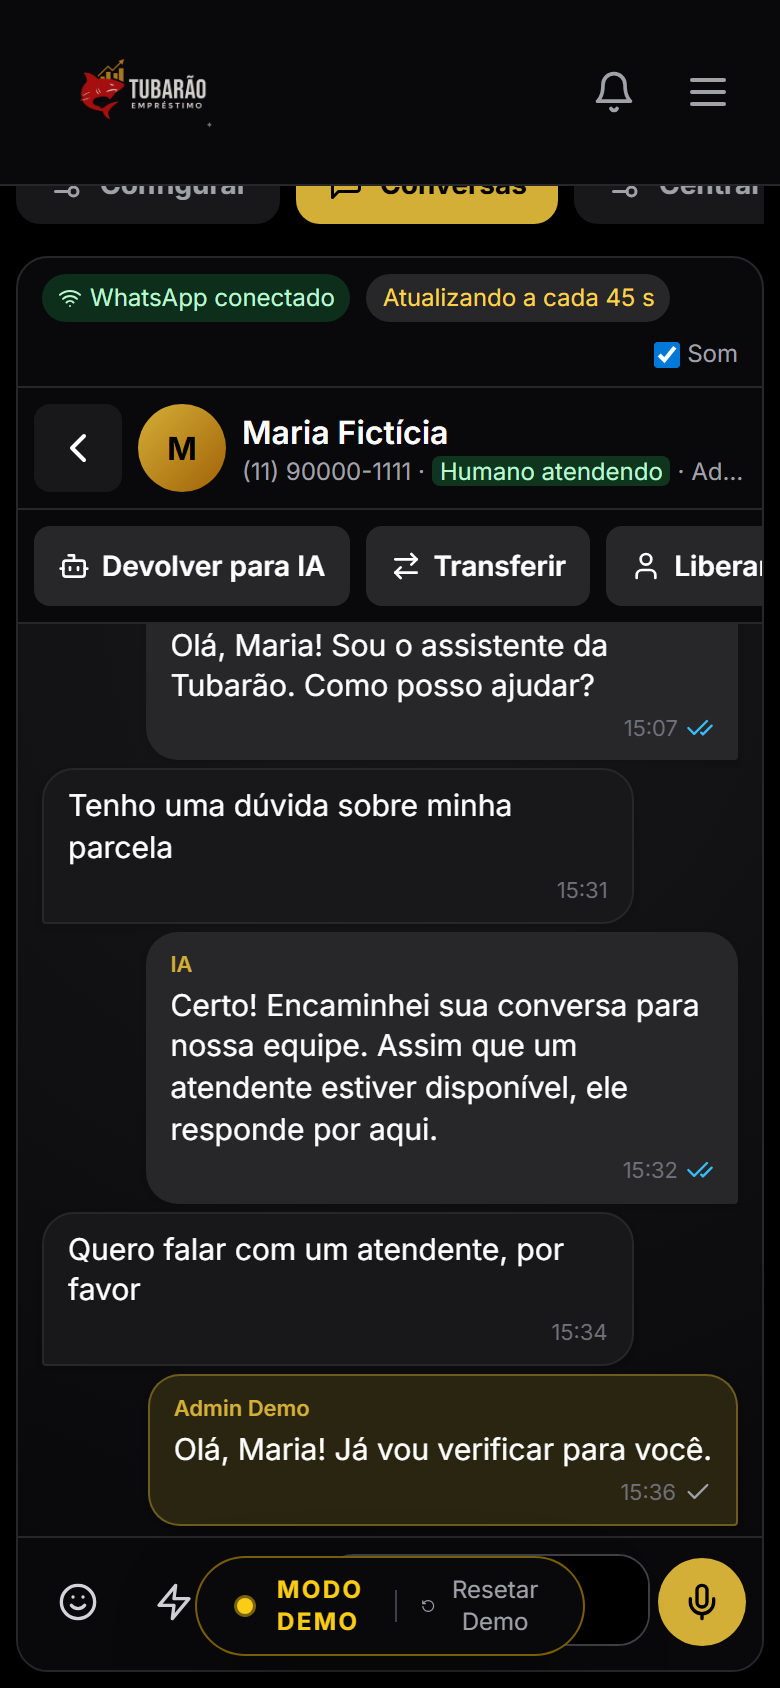 TUBARÃO
EMPRÉSTIMO
Configurar
Conversas
Central
WhatsApp conectado
Atualizando a cada 45 s
Som
M
Maria Fictícia
(11) 90000-1111 · Humano atendendo · Ad...
Devolver para IA
Transferir
Liberar
Olá, Maria! Sou o assistente da
Tubarão. Como posso ajudar?
15:07
Tenho uma dúvida sobre minha
parcela
15:31
IA
Certo! Encaminhei sua conversa para
nossa equipe. Assim que um
atendente estiver disponível, ele
responde por aqui.
15:32
Quero falar com um atendente, por
favor
15:34
Admin Demo
Olá, Maria! Já vou verificar para você.
15:36
MODO
DEMO
Resetar
Demo